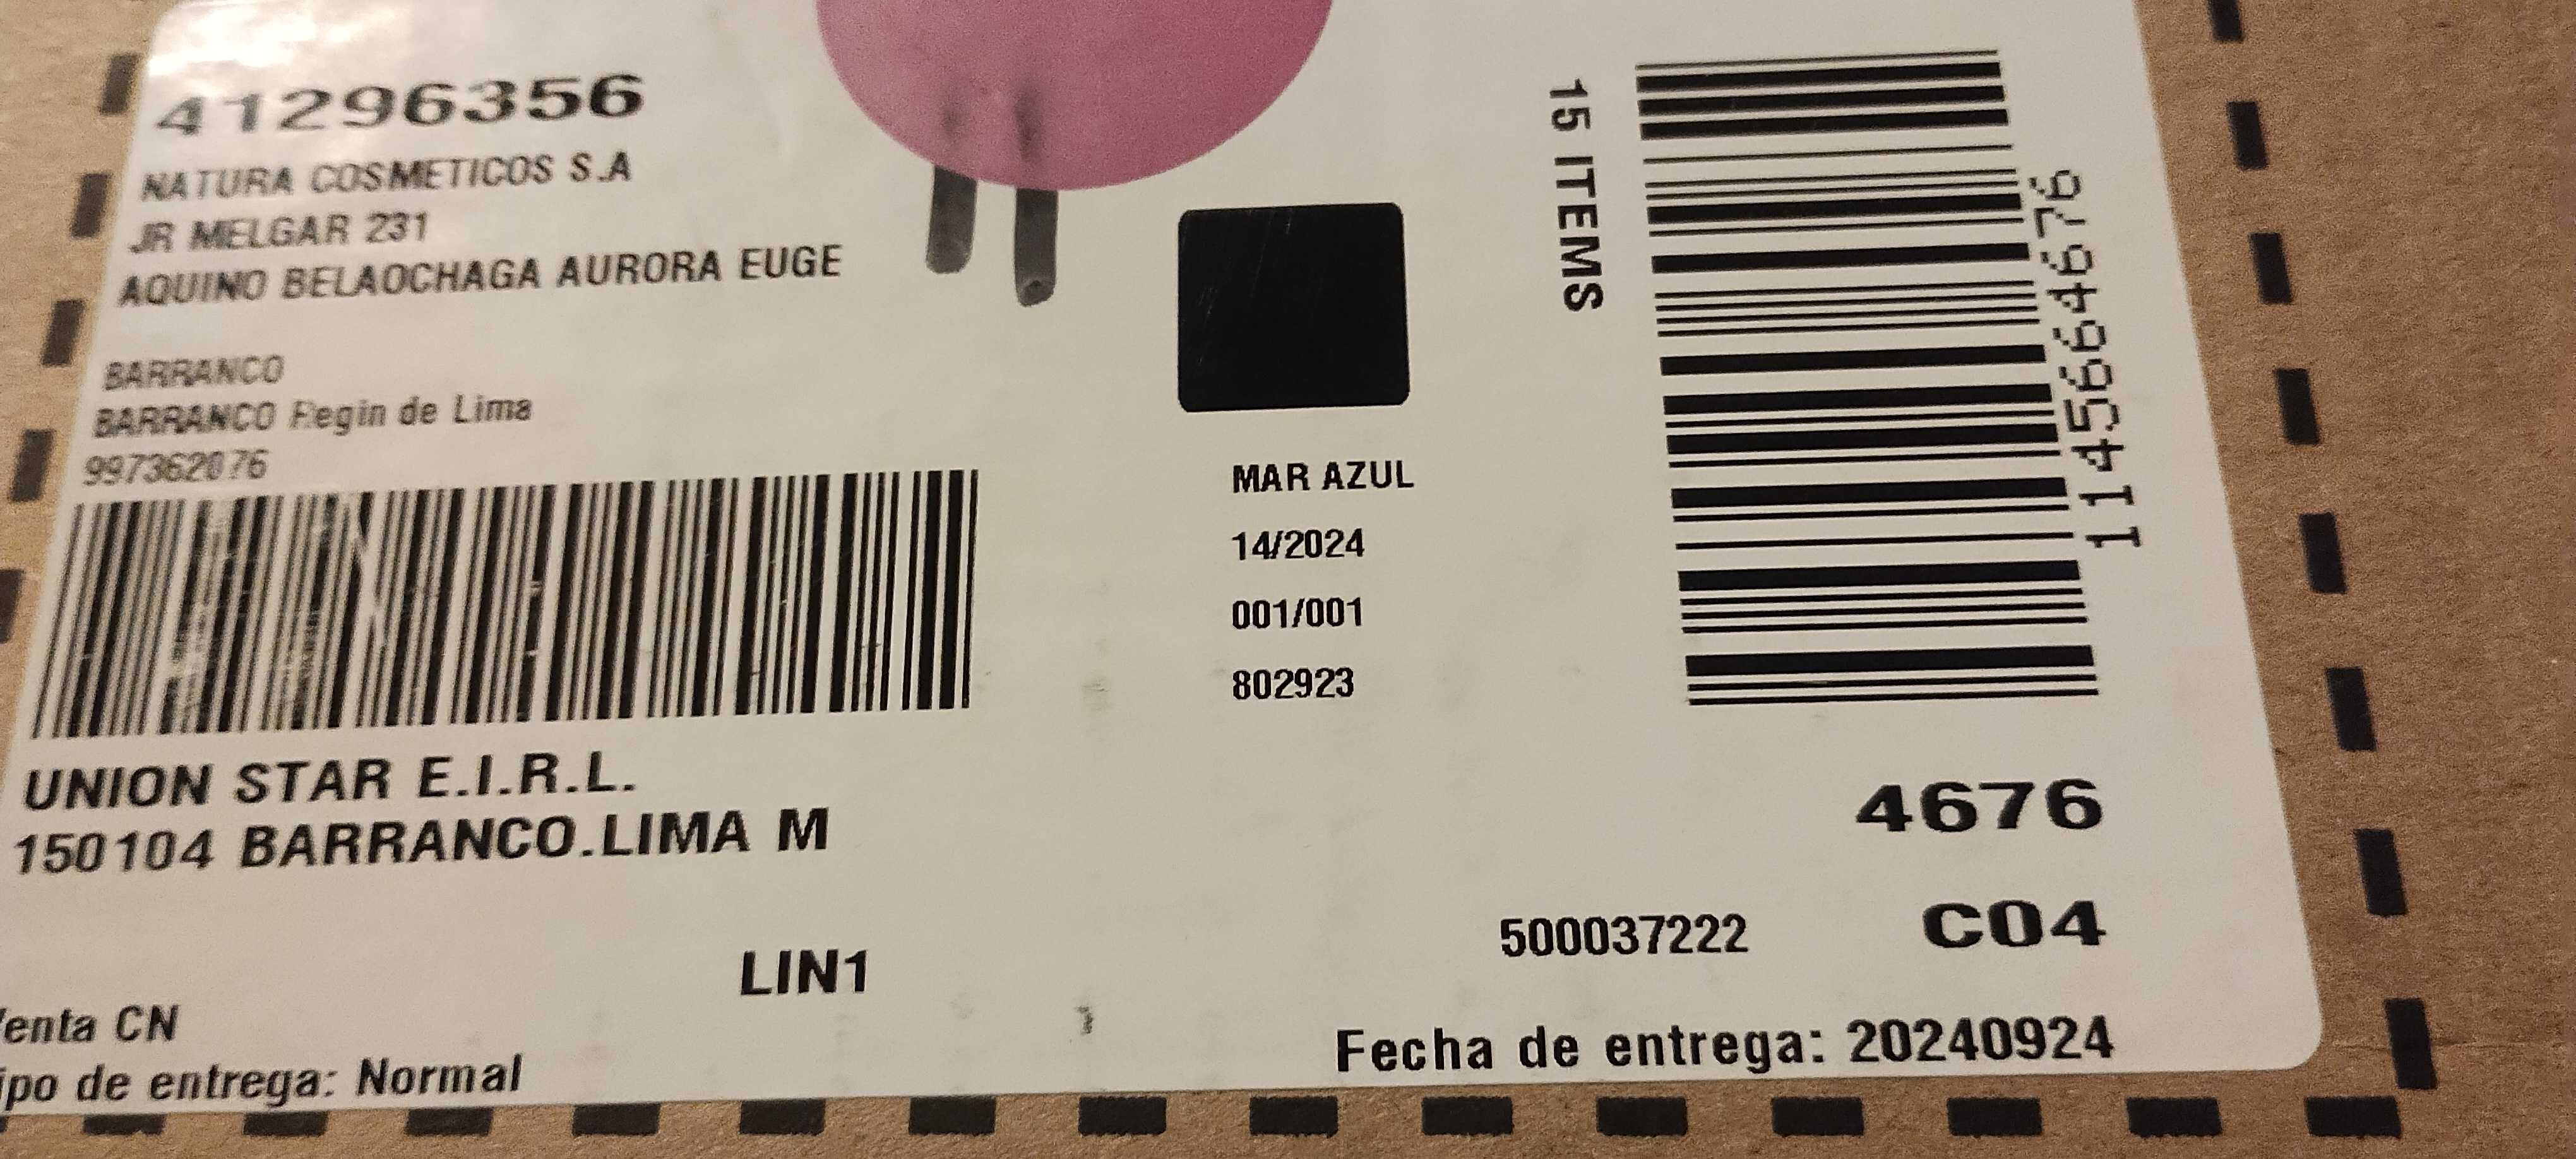 41296356
NATURA COSMETICOS S.A
JR MELGAR 231
AQUINO BELAOCHAGA AURORA EUGE
BARRANCO
BARRANCO Regin de Lima
997362076
UNION STAR E.I.R.L.
150104 BARRANCO.LIMA M
LIN1
Venta CN
ipo de entrega: Normal
MAR AZUL
14/2024
001/001
802923
15 ITEMS
1145664676
4676
500037222 C04
Fecha de entrega: 20240924